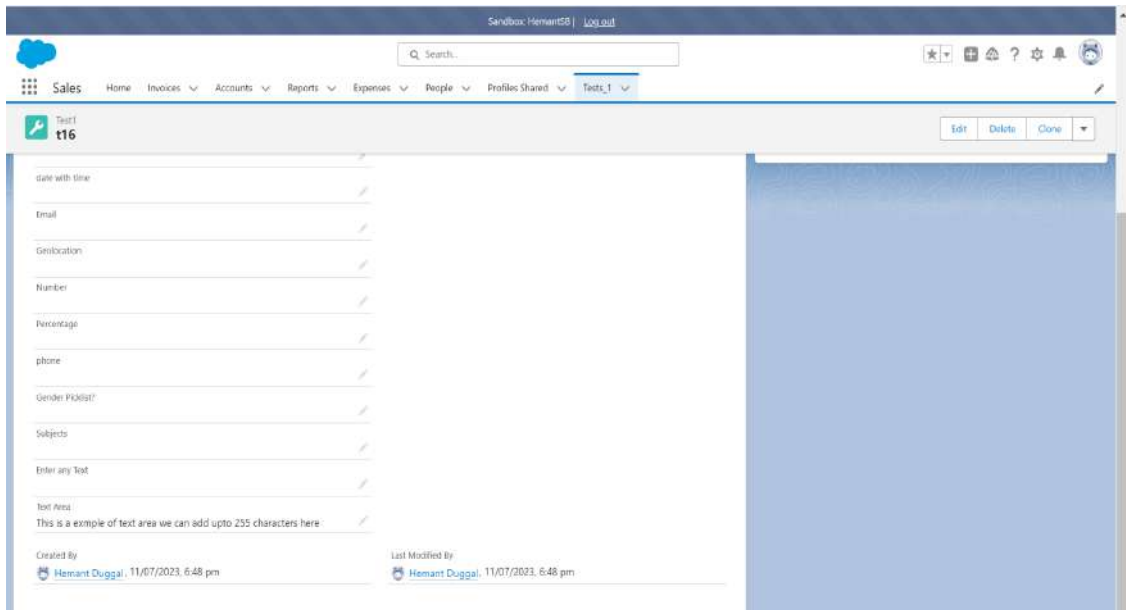 Sandbox: HemantSB | Log out
Search..
Sales Home Invoices Accounts Reports Expenses People Profiles Shared Tests_1
Test1
t16
Edit Delete Clone
date with time
Email
Geolocation
Number
Percentage
phone
Gender Picklist?
Subjects
Enter any Text
Text Area
This is a exmple of text area we can add upto 255 characters here
Created By
Hemant Duggal, 11/07/2023, 6:48 pm
Last Modified By
Hemant Duggal, 11/07/2023, 6:48 pm